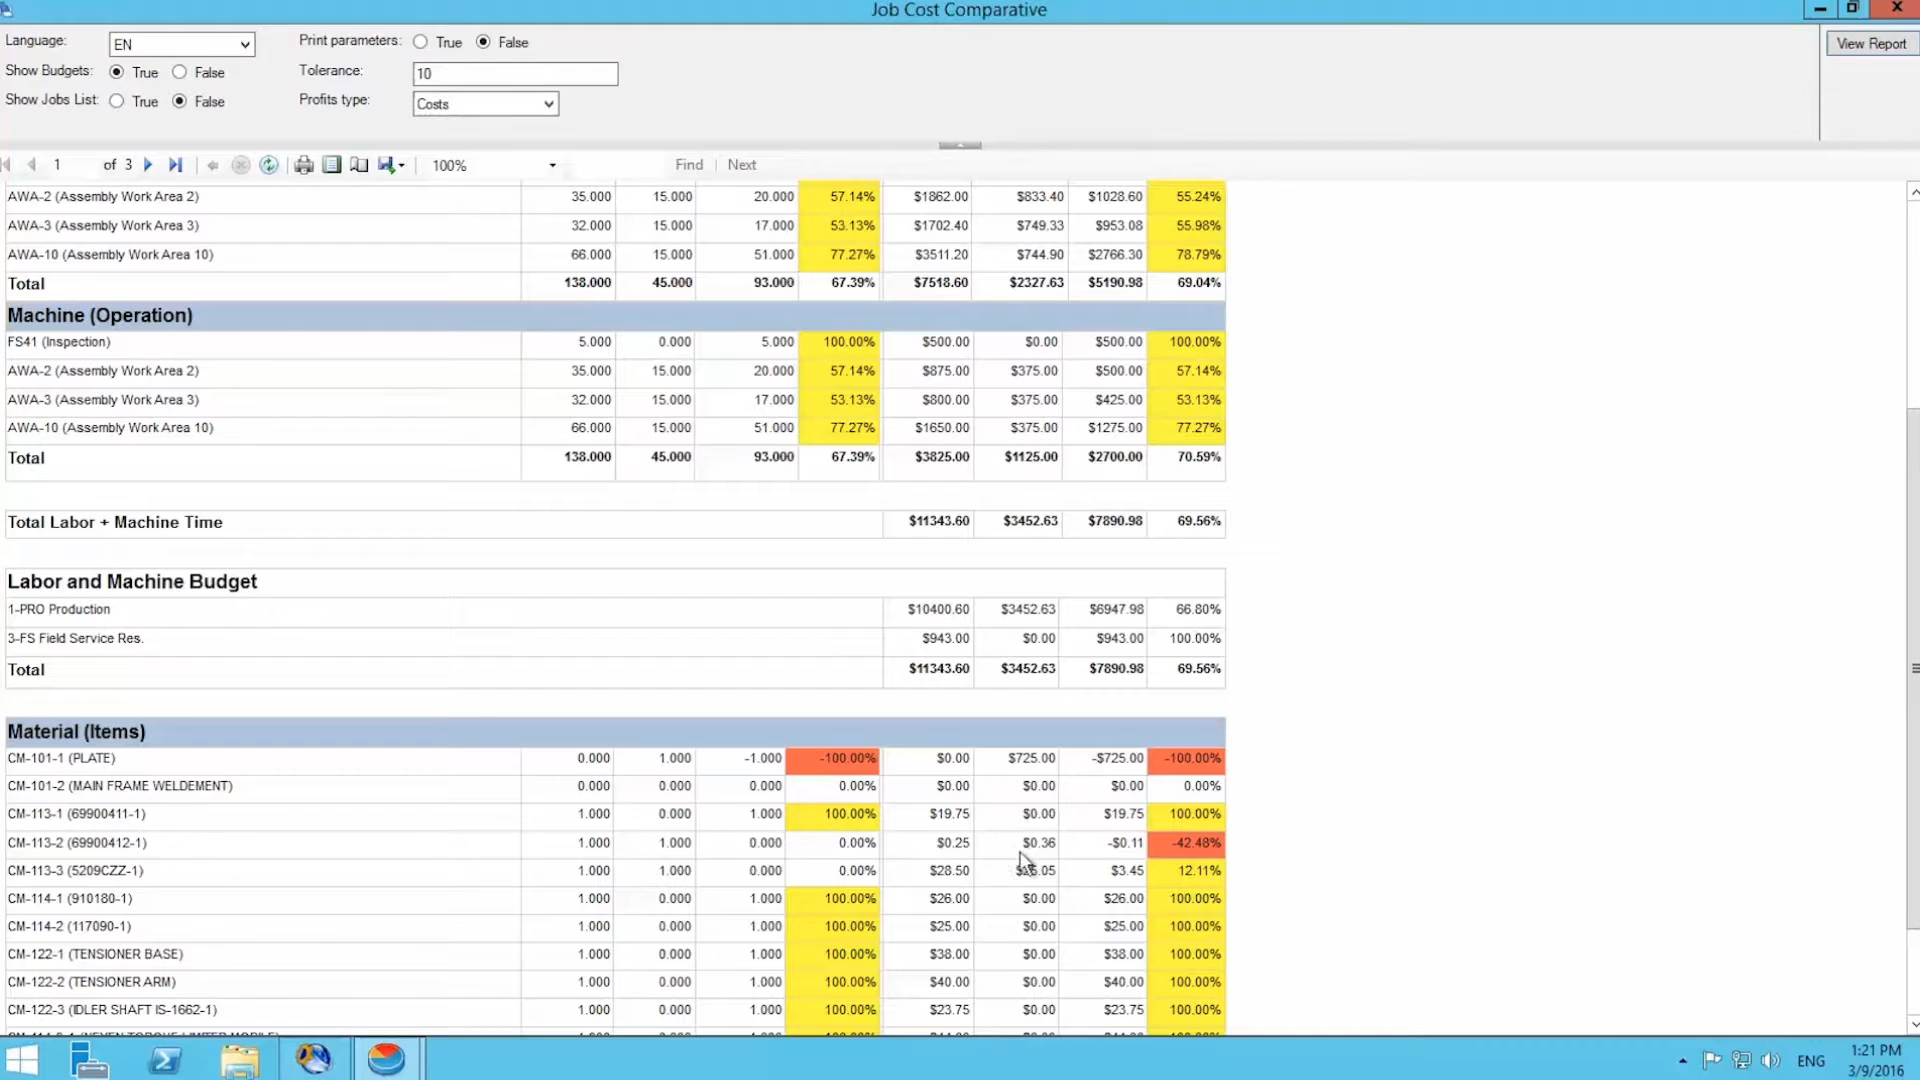 Job Cost Comparative
Language: EN Print parameters: True False View Report
Show Budgets: True False Tolerance: 10
Show Jobs List: True False Profits type: Costs
1 of 3 100% Find Next
AWA-2 (Assembly Work Area 2) 35.000 15.000 20.000 57.14% $1862.00 $833.40 $1028.60 55.24%
AWA-3 (Assembly Work Area 3) 32.000 15.000 17.000 53.13% $1702.40 $749.33 $953.08 55.98%
AWA-10 (Assembly Work Area 10) 66.000 15.000 51.000 77.27% $3511.20 $744.90 $2766.30 78.79%
Total 138.000 45.000 93.000 67.39% $7518.60 $2327.63 $5190.98 69.04%
Machine (Operation)
FS41 (Inspection) 5.000 0.000 5.000 100.00% $500.00 $0.00 $500.00 100.00%
AWA-2 (Assembly Work Area 2) 35.000 15.000 20.000 57.14% $875.00 $375.00 $500.00 57.14%
AWA-3 (Assembly Work Area 3) 32.000 15.000 17.000 53.13% $800.00 $375.00 $425.00 53.13%
AWA-10 (Assembly Work Area 10) 66.000 15.000 51.000 77.27% $1650.00 $375.00 $1275.00 77.27%
Total 138.000 45.000 93.000 67.39% $3825.00 $1125.00 $2700.00 70.59%
Total Labor + Machine Time $11343.60 $3452.63 $7890.98 69.56%
Labor and Machine Budget
1-PRO Production $10400.60 $3452.63 $6947.98 66.80%
3-FS Field Service Res. $943.00 $0.00 $943.00 100.00%
Total $11343.60 $3452.63 $7890.98 69.56%
Material (Items)
CM-101-1 (PLATE) 0.000 1.000 -1.000 -100.00% $0.00 $725.00 -$725.00 -100.00%
CM-101-2 (MAIN FRAME WELDEMENT) 0.000 0.000 0.000 0.00% $0.00 $0.00 $0.00 0.00%
CM-113-1 (69900411-1) 1.000 0.000 1.000 100.00% $19.75 $0.00 $19.75 100.00%
CM-113-2 (69900412-1) 1.000 1.000 0.000 0.00% $0.25 $0.36 -$0.11 -42.48%
CM-113-3 (5209CZZ-1) 1.000 1.000 0.000 0.00% $28.50 $3.45 12.11%
CM-114-1 (910180-1) 1.000 0.000 1.000 100.00% $26.00 $0.00 $26.00 100.00%
CM-114-2 (117090-1) 1.000 0.000 1.000 100.00% $25.00 $0.00 $25.00 100.00%
CM-122-1 (TENSIONER BASE) 1.000 0.000 1.000 100.00% $38.00 $0.00 $38.00 100.00%
CM-122-2 (TENSIONER ARM) 1.000 0.000 1.000 100.00% $40.00 $0.00 $40.00 100.00%
CM-122-3 (IDLER SHAFT IS-1662-1) 1.000 0.000 1.000 100.00% $23.75 $0.00 $23.75 100.00%
ENG 1:21 PM
3/9/2016